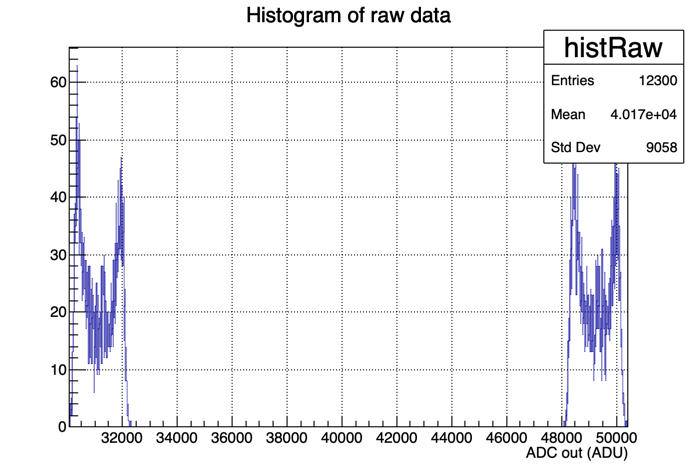 Histogram of raw data
histRaw
Entries 12300
Mean 4.017e+04
Std Dev 9058
60
50
40
30
20
10
0
32000 34000 36000 38000 40000 42000 44000 46000 48000 50000
ADC out (ADU)